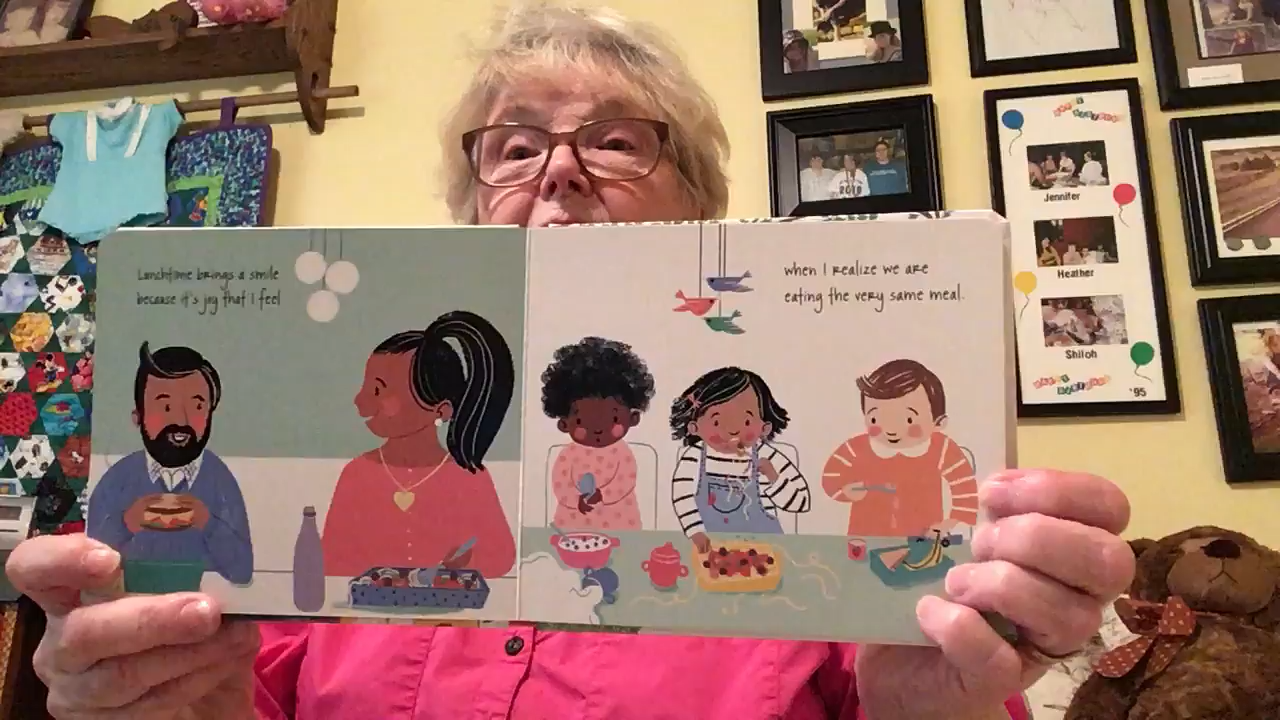 Lunchtime brings a smile
because it's joy that I feel
when I realize we are
eating the very same meal.
Jennifer
Heather
Shiloh
'95